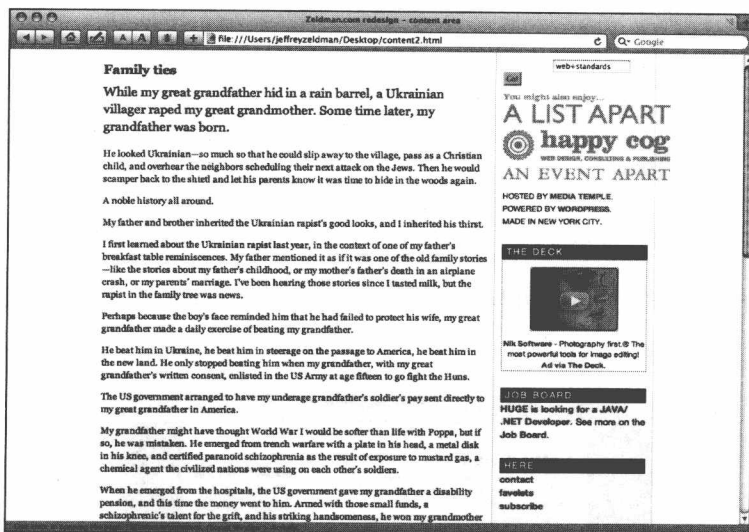 Zeldman.com redesign – content area
file:///Users/jeffreyzeldman/Desktop/content2.html
Google
Family ties
While my great grandfather hid in a rain barrel, a Ukrainian
villager raped my great grandmother. Some time later, my
grandfather was born.
He looked Ukrainian—so much so that he could slip away to the village, pass as a Christian
child, and overhear the neighbors scheduling their next attack on the Jews. Then he would
scamper back to the shtetl and let his parents know it was time to hide in the woods again.
A noble history all around.
My father and brother inherited the Ukrainian rapist's good looks, and I inherited his thirst.
I first learned about the Ukrainian rapist last year, in the context of one of my father's
breakfast table reminiscences. My father mentioned it as if it was one of the old family stories
—like the stories about my father's childhood, or my mother's father's death in an airplane
crash, or my parents' marriage. I've been hearing those stories since I tasted milk, but the
rapist in the family tree was news.
Perhaps because the boy's face reminded him that he had failed to protect his wife, my great
grandfather made a daily exercise of beating my grandfather.
He beat him in Ukraine, he beat him in steerage on the passage to America, he beat him in
the new land. He only stopped beating him when my grandfather, with my great
grandfather's written consent, enlisted in the US Army at age fifteen to go fight the Huns.
The US government arranged to have my underage grandfather's soldier's pay sent directly to
my great grandfather in America.
My grandfather might have thought World War I would be softer than life with Poppa, but if
so, he was mistaken. He emerged from trench warfare with a plate in his head, a metal disk
in his knee, and certified paranoid schizophrenia as the result of exposure to mustard gas, a
chemical agent the civilized nations were using on each other's soldiers.
When he emerged from the hospitals, the US government gave my grandfather a disability
pension, and this time the money went to him. Armed with those small funds, a
schizophrenic's talent for the grift, and his striking handsomeness, he won my grandmother
web+standards
Go!
You might also enjoy...
A LIST APART
happy cog
WEB DESIGN, CONSULTING & PUBLISHING
AN EVENT APART
HOSTED BY MEDIA TEMPLE.
POWERED BY WORDPRESS.
MADE IN NEW YORK CITY.
THE DECK
Nik Software - Photography first.® The
most powerful tools for image editing!
Ad via The Deck.
JOB BOARD
HUGE is looking for a JAVA/
.NET Developer. See more on the
Job Board.
HERE
contact
favelets
subscribe